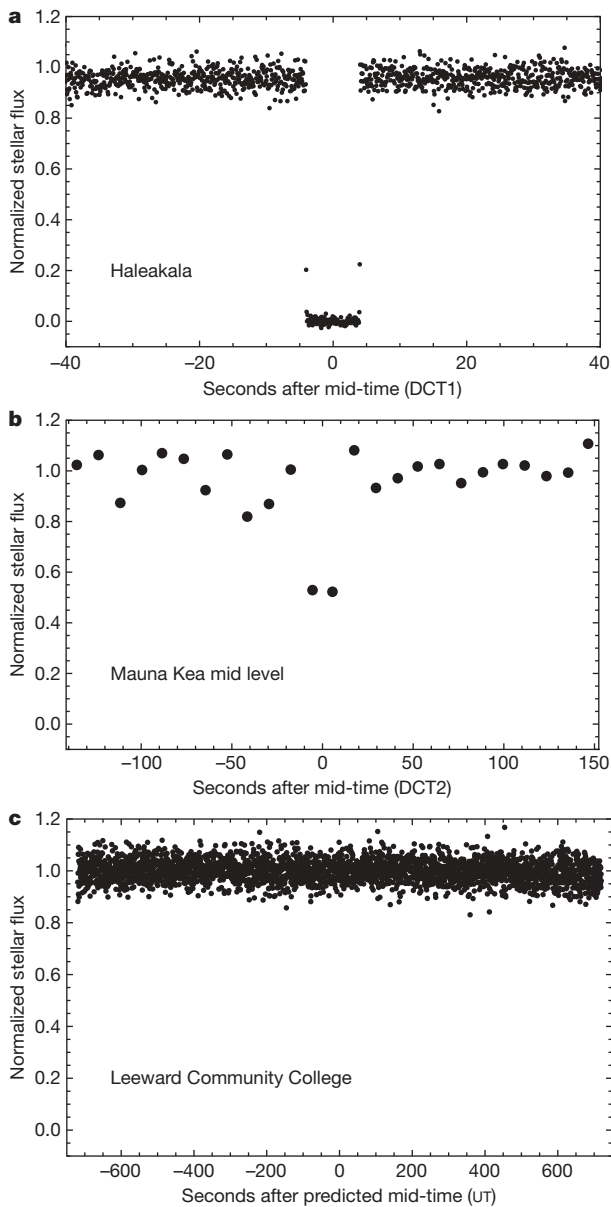 a
1.2
1.0
0.8
0.6
0.4
0.2
0.0
Normalized stellar flux
Haleakala
−40 −20 0 20 40
Seconds after mid-time (DCT1)
b
1.2
1.0
0.8
0.6
0.4
0.2
0.0
Normalized stellar flux
Mauna Kea mid level
−100 −50 0 50 100 150
Seconds after mid-time (DCT2)
c
1.2
1.0
0.8
0.6
0.4
0.2
0.0
Normalized stellar flux
Leeward Community College
−600 −400 −200 0 200 400 600
Seconds after predicted mid-time (UT)